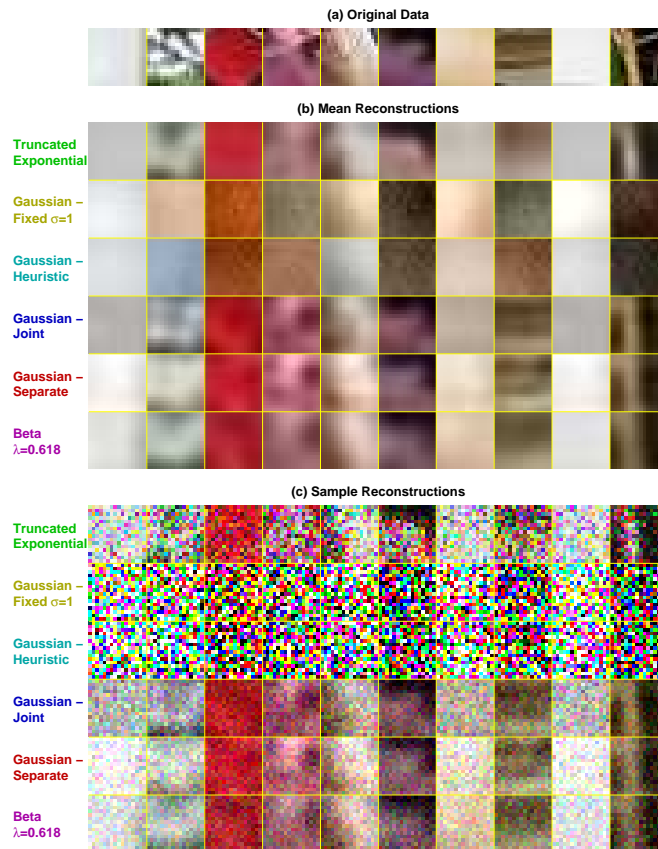 (a) Original Data
(b) Mean Reconstructions
Truncated
Exponential
Gaussian –
Fixed σ=1
Gaussian –
Heuristic
Gaussian –
Joint
Gaussian –
Separate
Beta
λ=0.618
(c) Sample Reconstructions
Truncated
Exponential
Gaussian –
Fixed σ=1
Gaussian –
Heuristic
Gaussian –
Joint
Gaussian –
Separate
Beta
λ=0.618